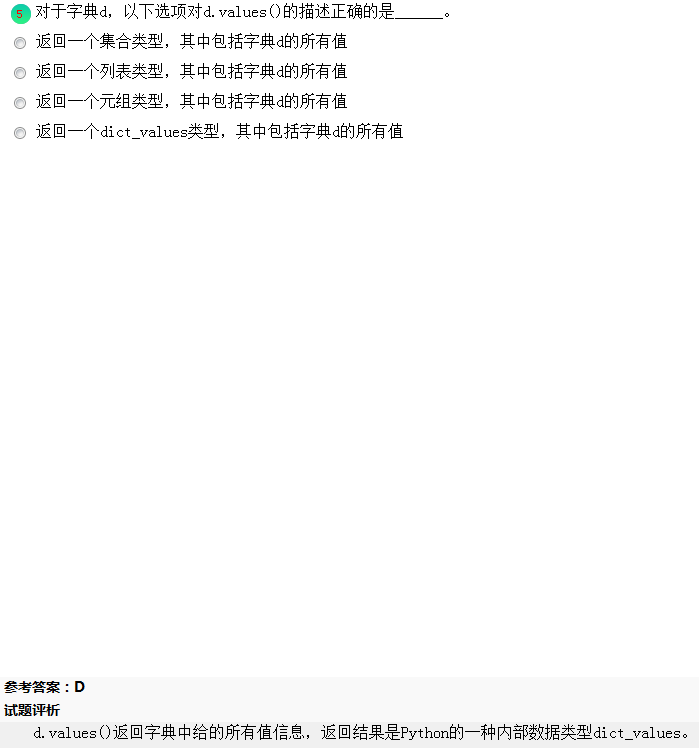 5 对于字典d，以下选项对d.values()的描述正确的是______。
返回一个集合类型，其中包括字典d的所有值
返回一个列表类型，其中包括字典d的所有值
返回一个元组类型，其中包括字典d的所有值
返回一个dict_values类型，其中包括字典d的所有值
参考答案：D
试题评析
d.values()返回字典中给的所有值信息，返回结果是Python的一种内部数据类型dict_values。